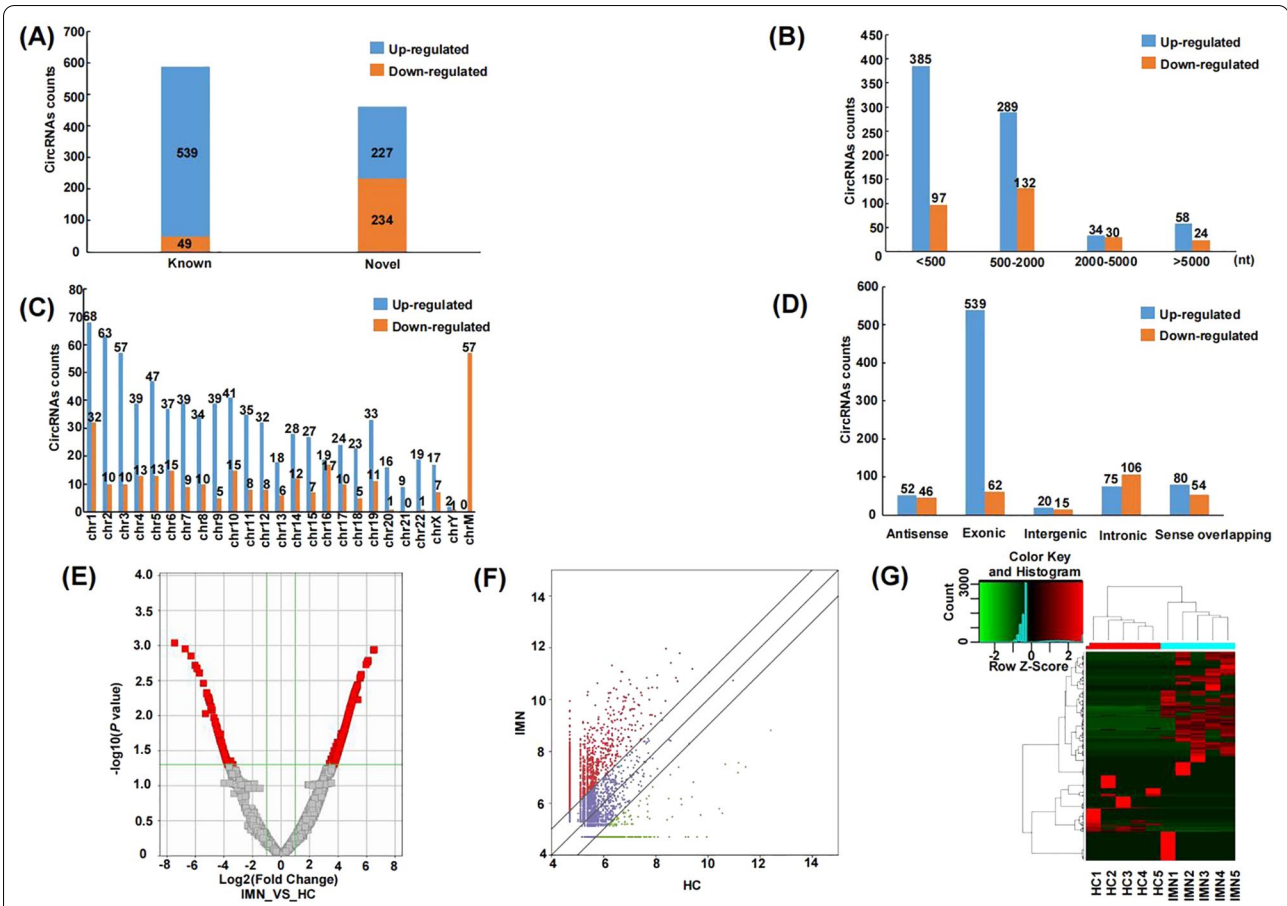 (A)
CircRNAs counts
700
600
500
400
300
200
100
0
Up-regulated
Down-regulated
539
49
227
234
Known
Novel
(B)
CircRNAs counts
450
400
350
300
250
200
150
100
50
0
Up-regulated
Down-regulated
385
97
289
132
34
30
58
24
<500
500-2000
2000-5000
>5000
(nt)
(C)
CircRNAs counts
80
70
60
50
40
30
20
10
0
Up-regulated
Down-regulated
68
32
63
10
57
10
39
13
47
13
37
15
39
9
34
10
39
5
41
15
35
8
32
8
18
6
28
12
27
7
19
17
24
10
23
5
33
11
16
1
9
0
19
1
17
7
2
1
0
57
chr1
chr2
chr3
chr4
chr5
chr6
chr7
chr8
chr9
chr10
chr11
chr12
chr13
chr14
chr15
chr16
chr17
chr18
chr19
chr20
chr21
chr22
chrX
chrY
chrM
(D)
CircRNAs counts
600
500
400
300
200
100
0
Up-regulated
Down-regulated
52
46
539
62
20
15
75
106
80
54
Antisense
Exonic
Intergenic
Intronic
Sense overlapping
(E)
-log10(P value)
4.0
3.5
3.0
2.5
2.0
1.5
1.0
0.5
0
-8 -6 -4 -2 0 2 4 6 8
Log2(Fold Change)
IMN_VS_HC
(F)
IMN
14
12
10
8
6
4
4 6 8 10 12 14
HC
(G)
Color Key
and Histogram
Count
3000
0
-2 0 2
Row Z-Score
HC1
HC2
HC3
HC4
HC5
IMN1
IMN2
IMN3
IMN4
IMN5